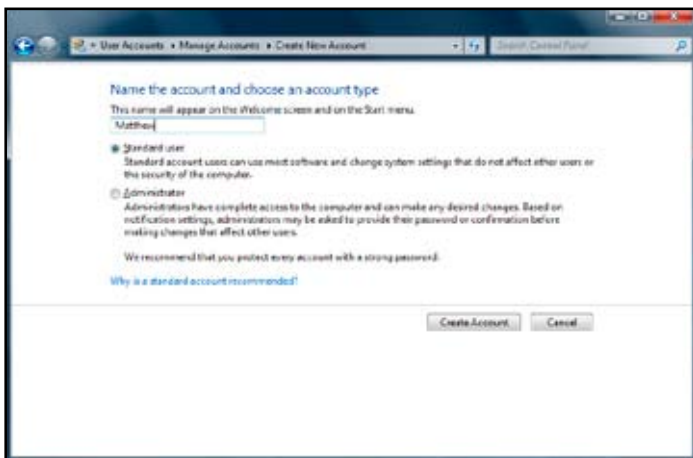 User Accounts ▸ Manage Accounts ▸ Create New Account
Search Control Panel
Name the account and choose an account type
This name will appear on the Welcome screen and on the Start menu.
Matthew
Standard user
Standard account users can use most software and change system settings that do not affect other users or
the security of the computer.
Administrator
Administrators have complete access to the computer and can make any desired changes. Based on
notification settings, administrators may be asked to provide their password or confirmation before
making changes that affect other users.
We recommend that you protect every account with a strong password.
Why is a standard account recommended?
Create Account
Cancel